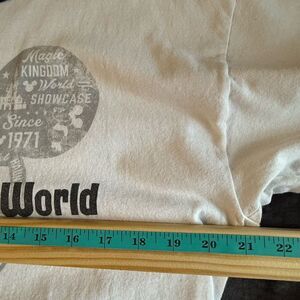 Magic
KINGDOM
World
SHOWCASE
Since
1971
World
14 15 16 17 18 19 20 21 22